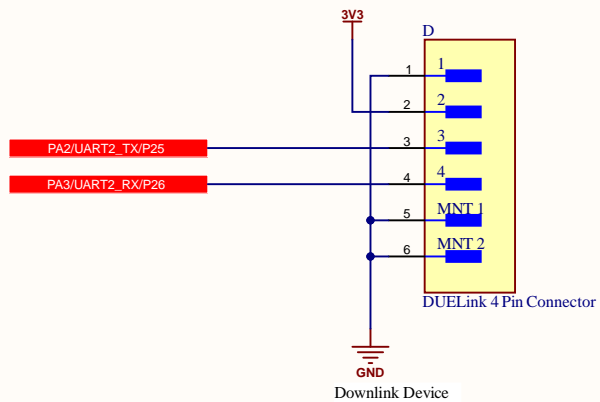 3V3
D
1 1
2 2
PA2/UART2_TX/P25 3 3
PA3/UART2_RX/P26 4 4
5 MNT 1
6 MNT 2
DUELink 4 Pin Connector
GND
Downlink Device